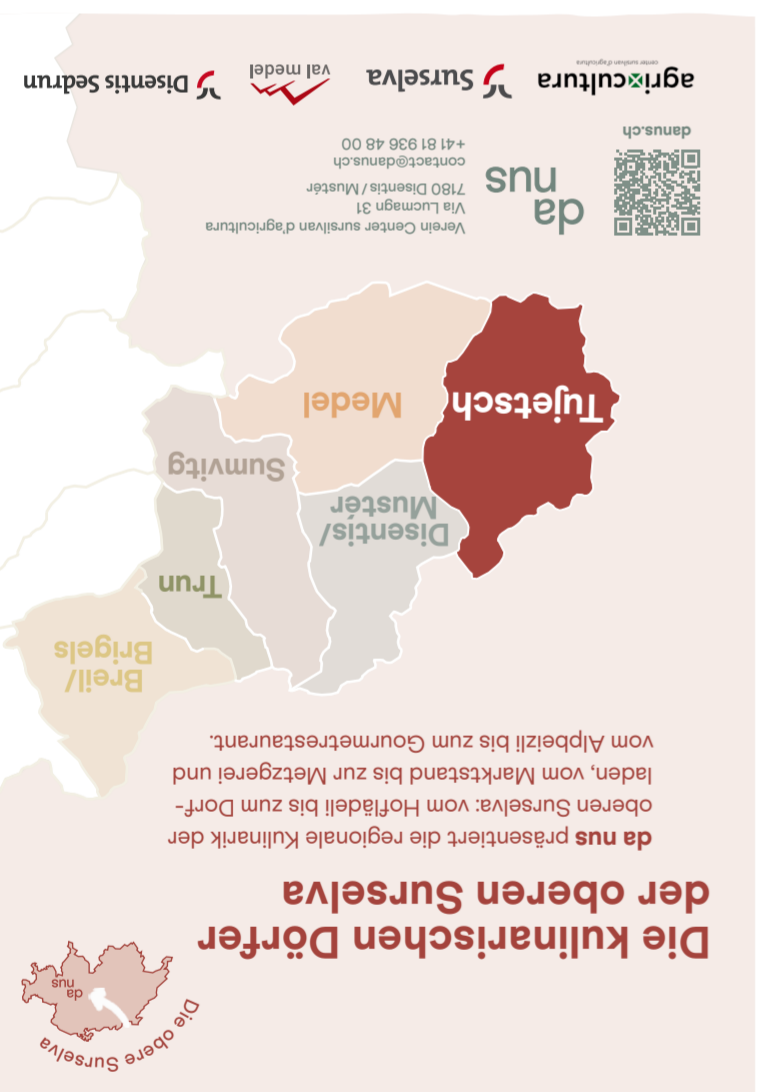 Die obere Surselva
da
nus
Die kulinarischen Dörfer
der oberen Surselva
da nus präsentiert die regionale Kulinarik der
oberen Surselva: vom Hoflädeli bis zum Dorf-
laden, vom Marktstand bis zur Metzgerei und
vom Alpbeizli bis zum Gourmetrestaurant.
Breil/
Brigels
Trun
Disentis/
Mustér
Sumvitg
Tujetsch
Medel
da
nus
Verein Center sursilvan d'agricultura
Via Lucmagn 31
7180 Disentis / Mustér
contact@danus.ch
+41 81 936 48 00
danus.ch
agricultura
center sursilvan d'agricultura
Surselva
val medel
Disentis Sedrun